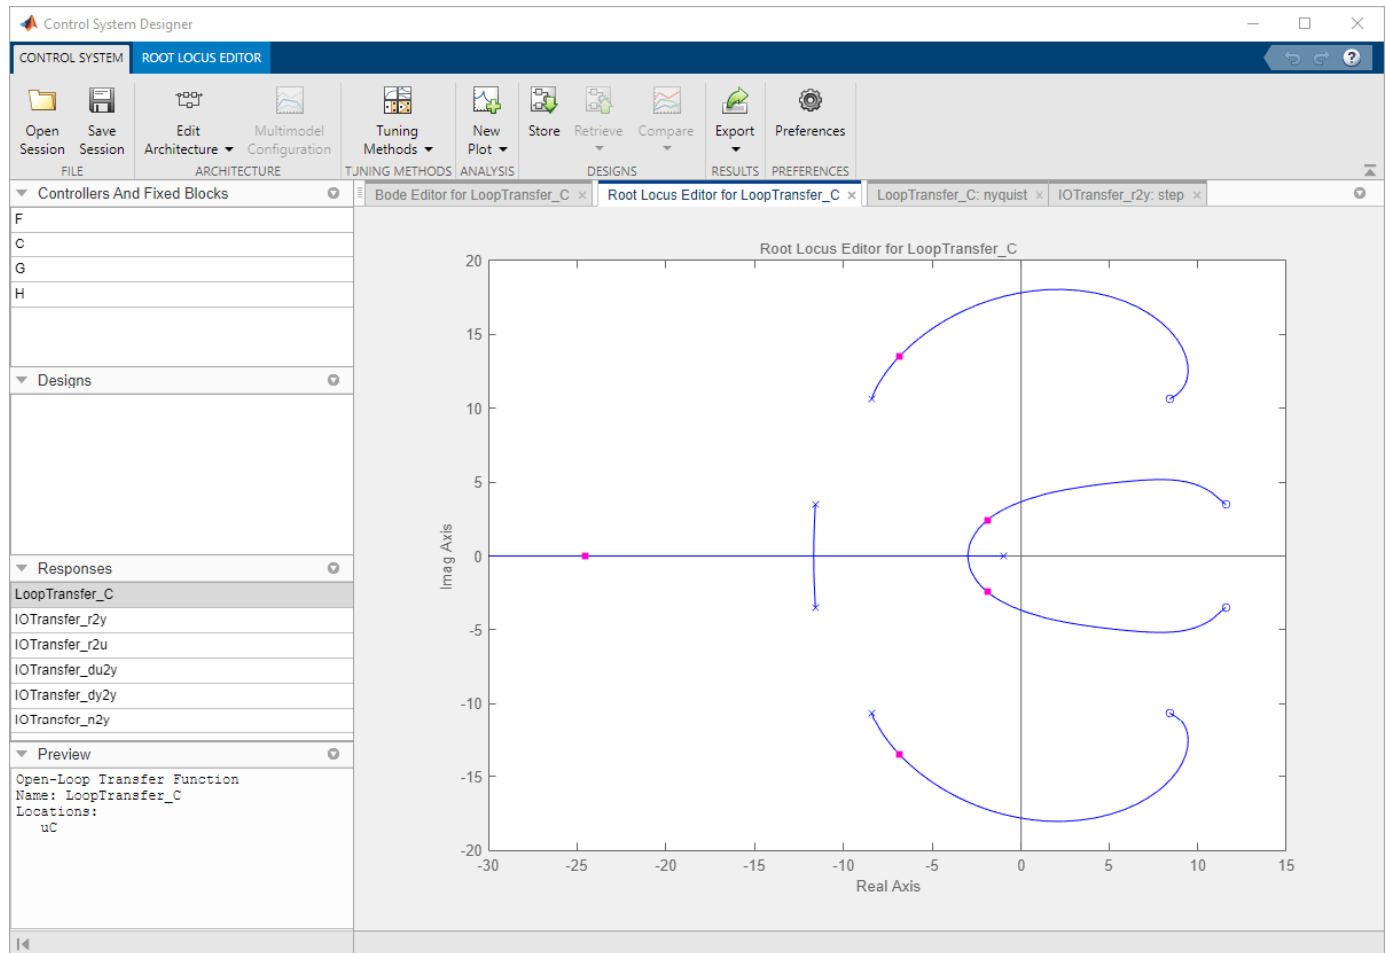 Control System Designer
CONTROL SYSTEM ROOT LOCUS EDITOR
?
Open Session
Save Session
FILE
Edit Architecture
Multimodel Configuration
ARCHITECTURE
Tuning Methods
TUNING METHODS
New Plot
ANALYSIS
Store
Retrieve
Compare
DESIGNS
Export
RESULTS
Preferences
PREFERENCES
Controllers And Fixed Blocks
F
C
G
H
Designs
Responses
LoopTransfer_C
IOTransfer_r2y
IOTransfer_r2u
IOTransfer_du2y
IOTransfer_dy2y
IOTransfer_n2y
Preview
Open-Loop Transfer Function
Name: LoopTransfer_C
Locations:
uC
Bode Editor for LoopTransfer_C
Root Locus Editor for LoopTransfer_C
LoopTransfer_C: nyquist
IOTransfer_r2y: step
Root Locus Editor for LoopTransfer_C
20
15
10
5
0
-5
-10
-15
-20
Imag Axis
-30 -25 -20 -15 -10 -5 0 5 10 15
Real Axis